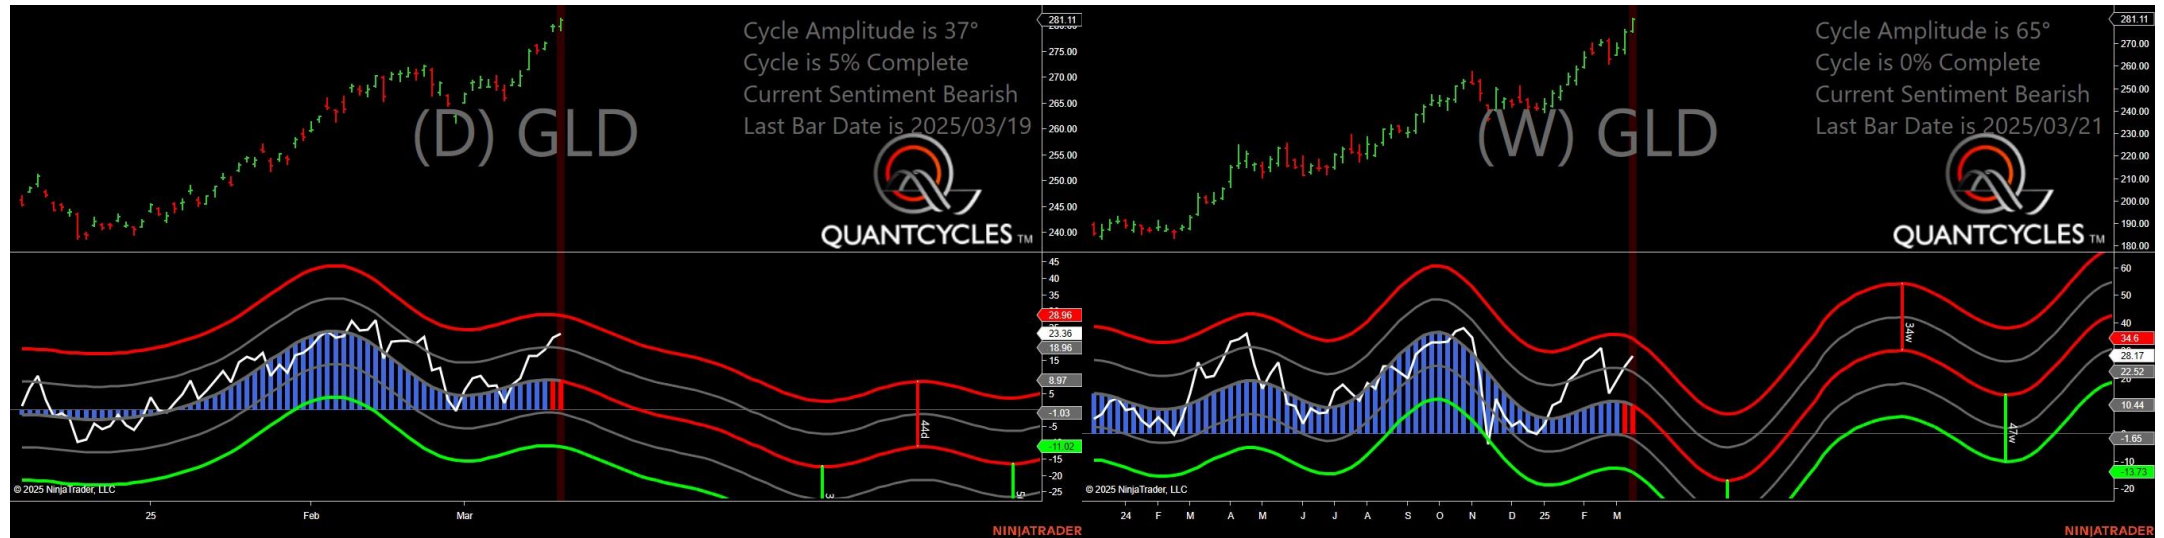 Cycle Amplitude is 37°
Cycle is 5% Complete
Current Sentiment Bearish
Last Bar Date is 2025/03/19
(D) GLD
QUANTCYCLES TM
281.11
275.00
270.00
265.00
260.00
255.00
250.00
245.00
240.00
45
40
35
28.96
23.36
18.96
15
8.97
5
-1.03
-5
-11.02
-15
-20
-25
44d
3
© 2025 NinjaTrader, LLC
25 Feb Mar
NINJATRADER
Cycle Amplitude is 65°
Cycle is 0% Complete
Current Sentiment Bearish
Last Bar Date is 2025/03/21
(W) GLD
QUANTCYCLES TM
281.11
270.00
260.00
250.00
240.00
230.00
220.00
210.00
200.00
190.00
180.00
60
50
40
34.6
28.17
22.52
20
10.44
-1.65
-10
-13.73
-20
34w
47w
© 2025 NinjaTrader, LLC
24 F M A M J J A S O N D 25 F M
NINJATRADER